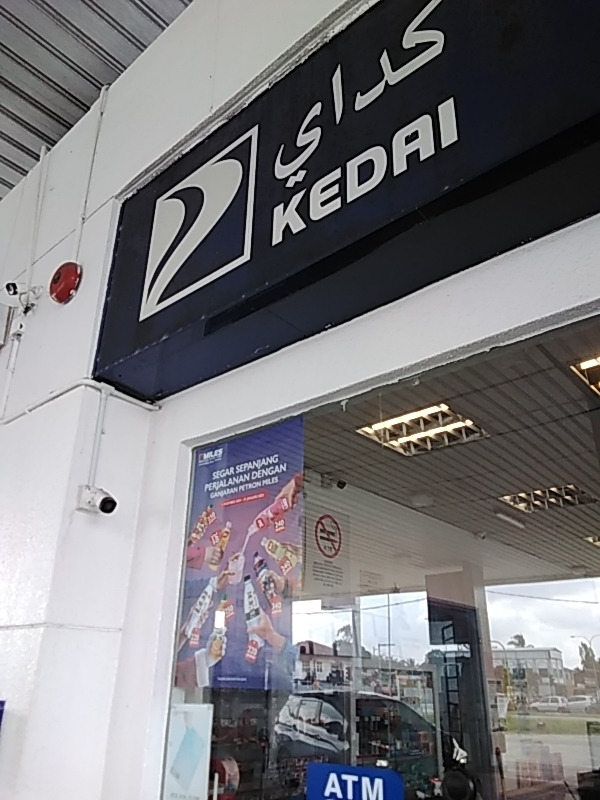 كداي
KEDAI
MILES
SEGAR SEPANJANG
PERJALANAN DENGAN
GANJARAN PETRON MILES
ATM